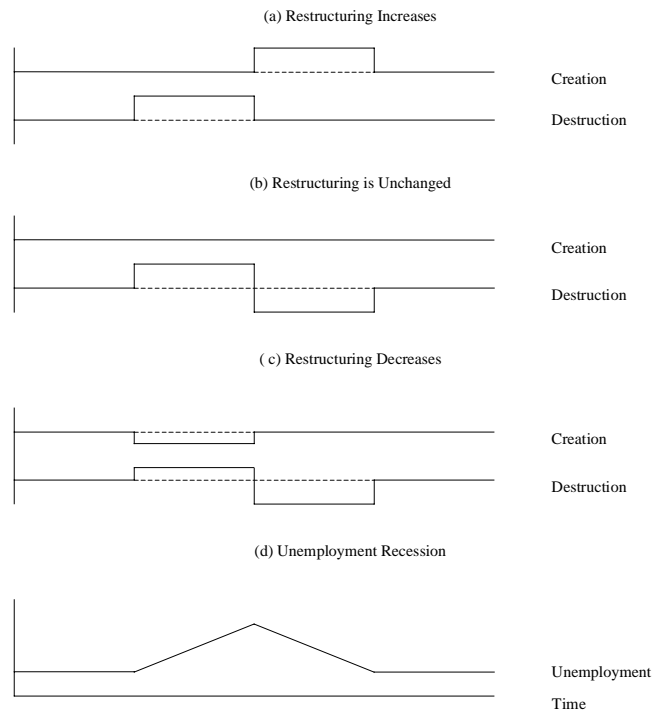 (a) Restructuring Increases
Creation
Destruction
(b) Restructuring is Unchanged
Creation
Destruction
( c) Restructuring Decreases
Creation
Destruction
(d) Unemployment Recession
Unemployment
Time